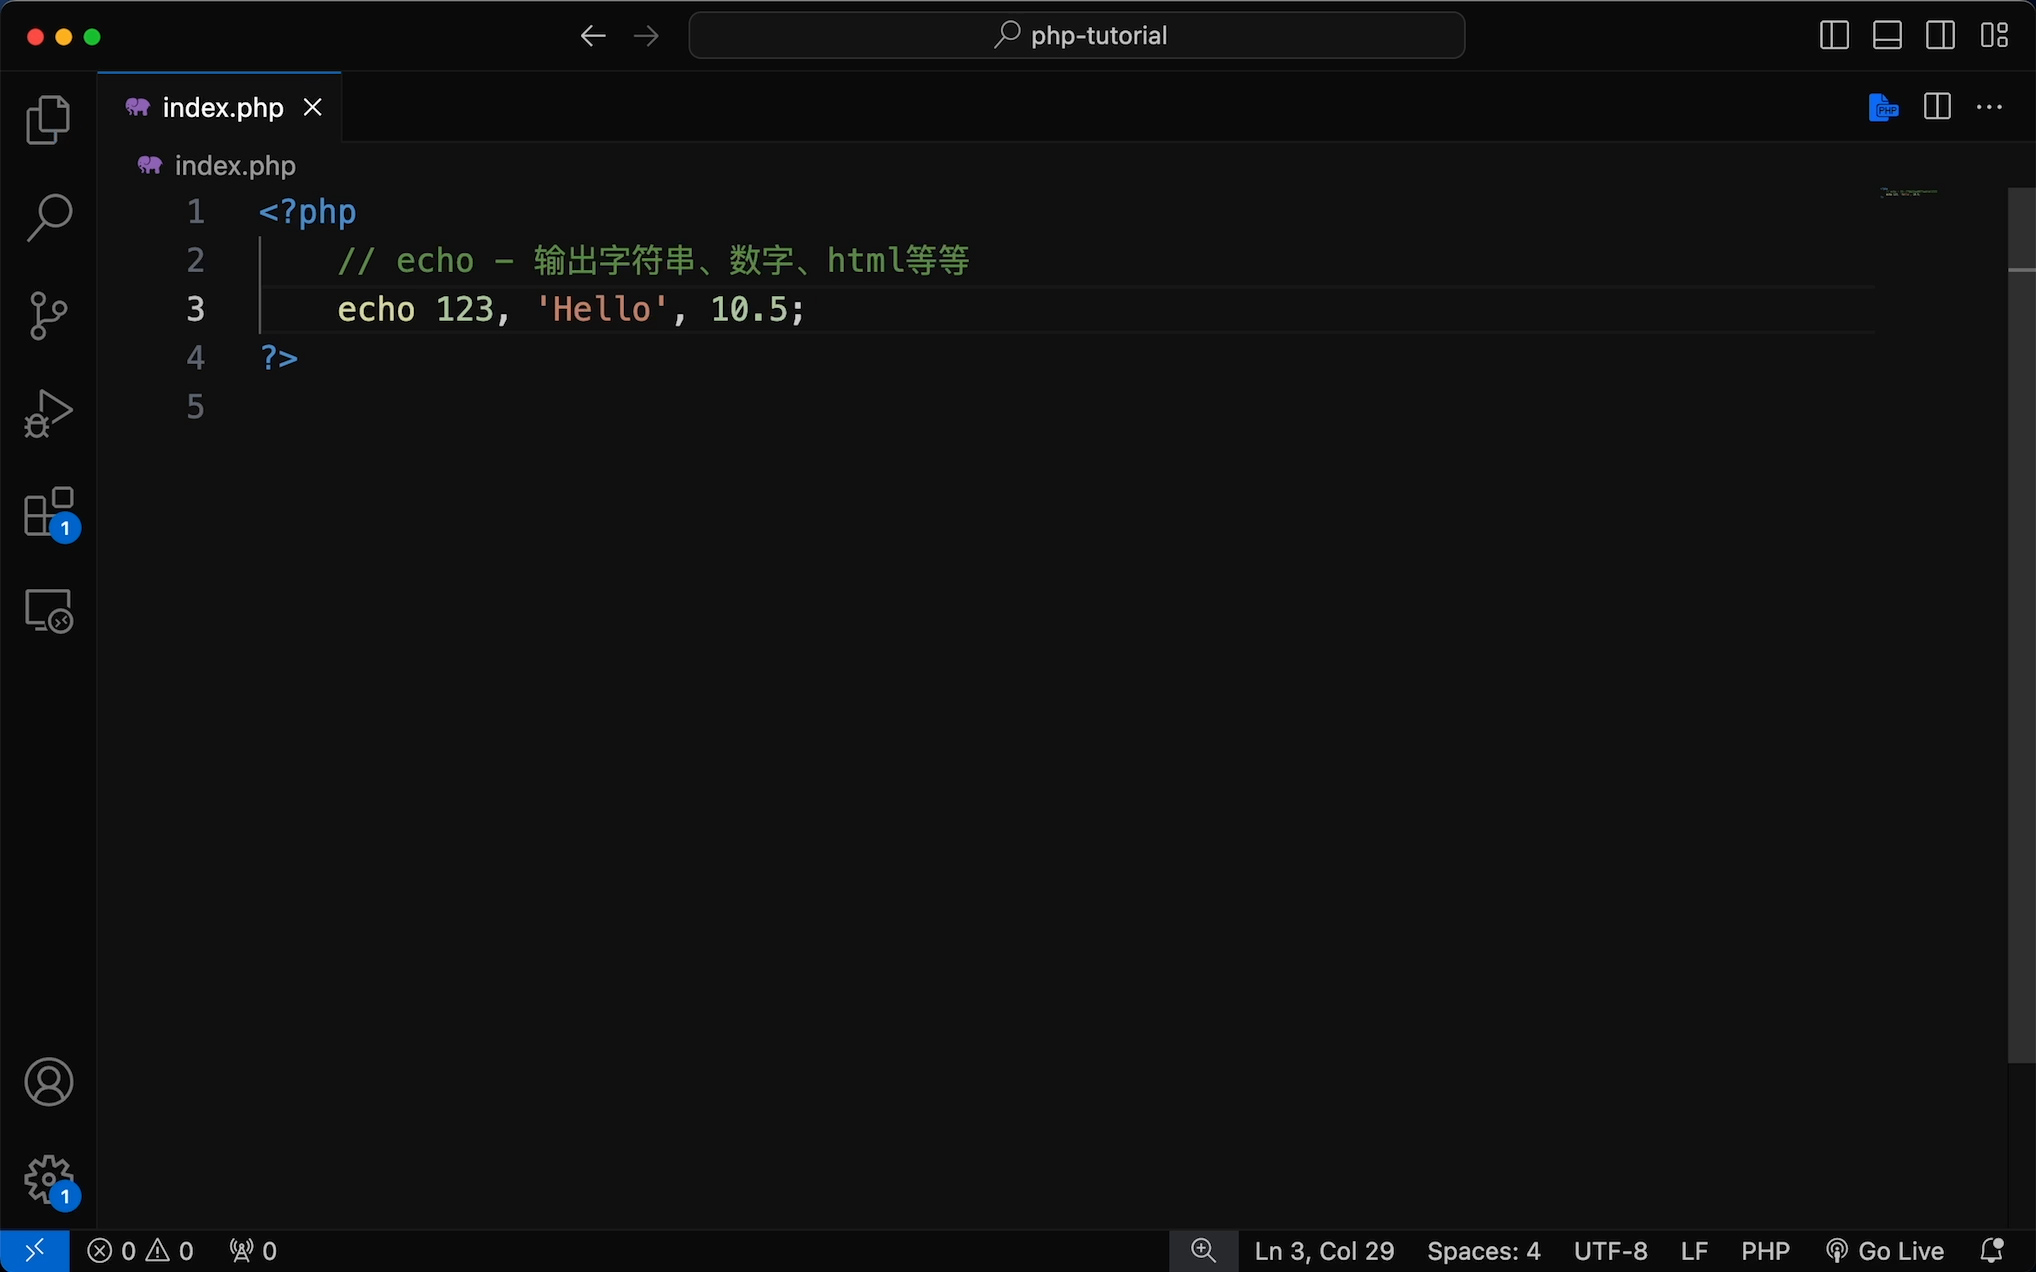 php-tutorial
index.php
PHP
index.php
1 <?php
2 // echo - 输出字符串、数字、html等等
3 echo 123, 'Hello', 10.5;
4 ?>
5
1
1
0 0 0 Ln 3, Col 29 Spaces: 4 UTF-8 LF PHP Go Live